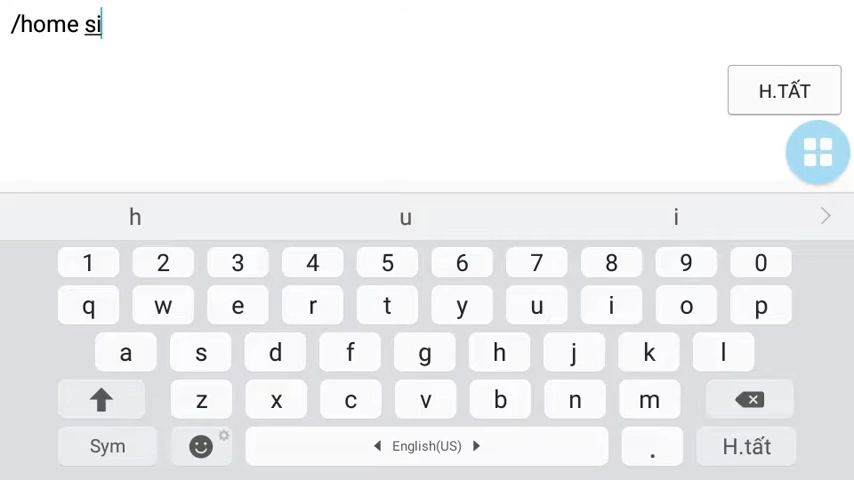 /home si
H.TẤT
h u i
1 2 3 4 5 6 7 8 9 0
q w e r t y u i o p
a s d f g h j k l
z x c v b n m
Sym English(US) . H.tất